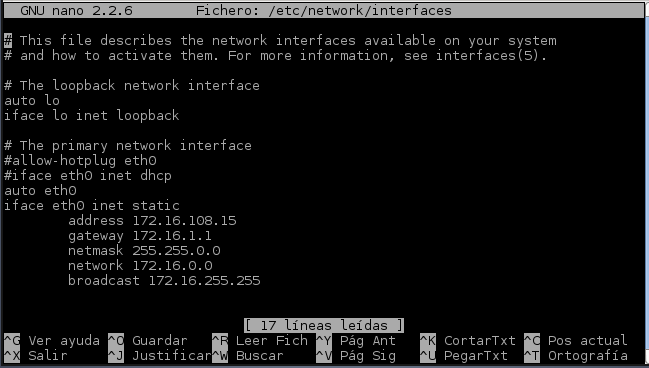 GNU nano 2.2.6 Fichero: /etc/network/interfaces
# This file describes the network interfaces available on your system
# and how to activate them. For more information, see interfaces(5).
# The loopback network interface
auto lo
iface lo inet loopback
# The primary network interface
#allow-hotplug eth0
#iface eth0 inet dhcp
auto eth0
iface eth0 inet static
address 172.16.108.15
gateway 172.16.1.1
netmask 255.255.0.0
network 172.16.0.0
broadcast 172.16.255.255
[ 17 líneas leídas ]
^G Ver ayuda ^O Guardar ^R Leer Fich ^Y Pág Ant ^K CortarTxt ^C Pos actual
^X Salir ^J Justificar ^W Buscar ^V Pág Sig ^U PegarTxt ^T Ortografía